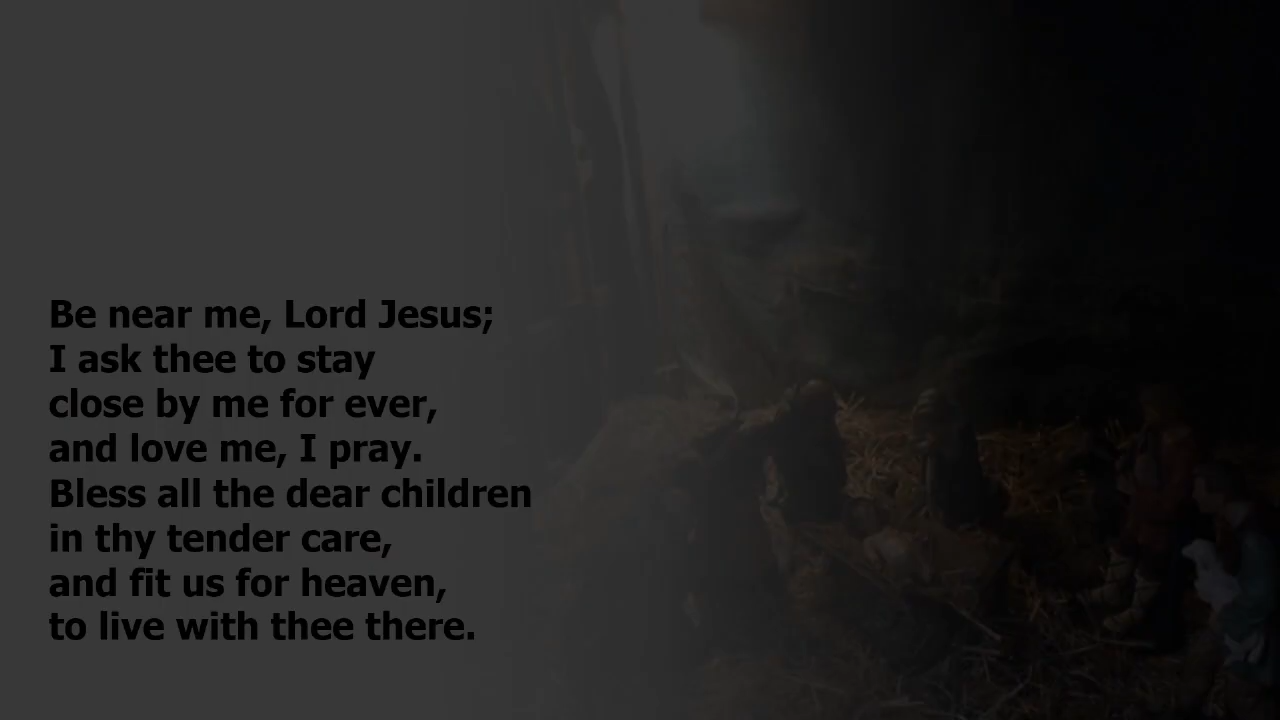 Be near me, Lord Jesus;
I ask thee to stay
close by me for ever,
and love me, I pray.
Bless all the dear children
in thy tender care,
and fit us for heaven,
to live with thee there.